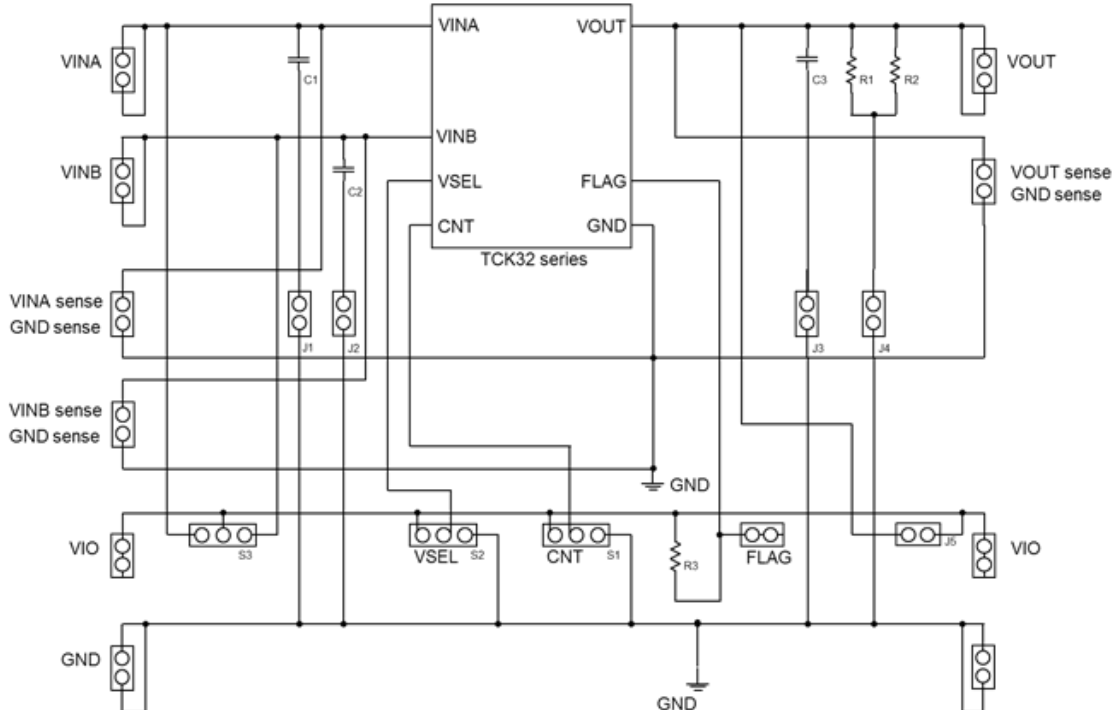 VINA
VOUT
VINA
VOUT
C1
C3
R1
R2
VINB
VINB
C2
VSEL
FLAG
VOUT sense
GND sense
CNT
GND
TCK32 series
VINA sense
GND sense
J1
J2
J3
J4
VINB sense
GND sense
GND
VIO
S3
VSEL
S2
CNT
S1
R3
FLAG
J5
VIO
GND
GND